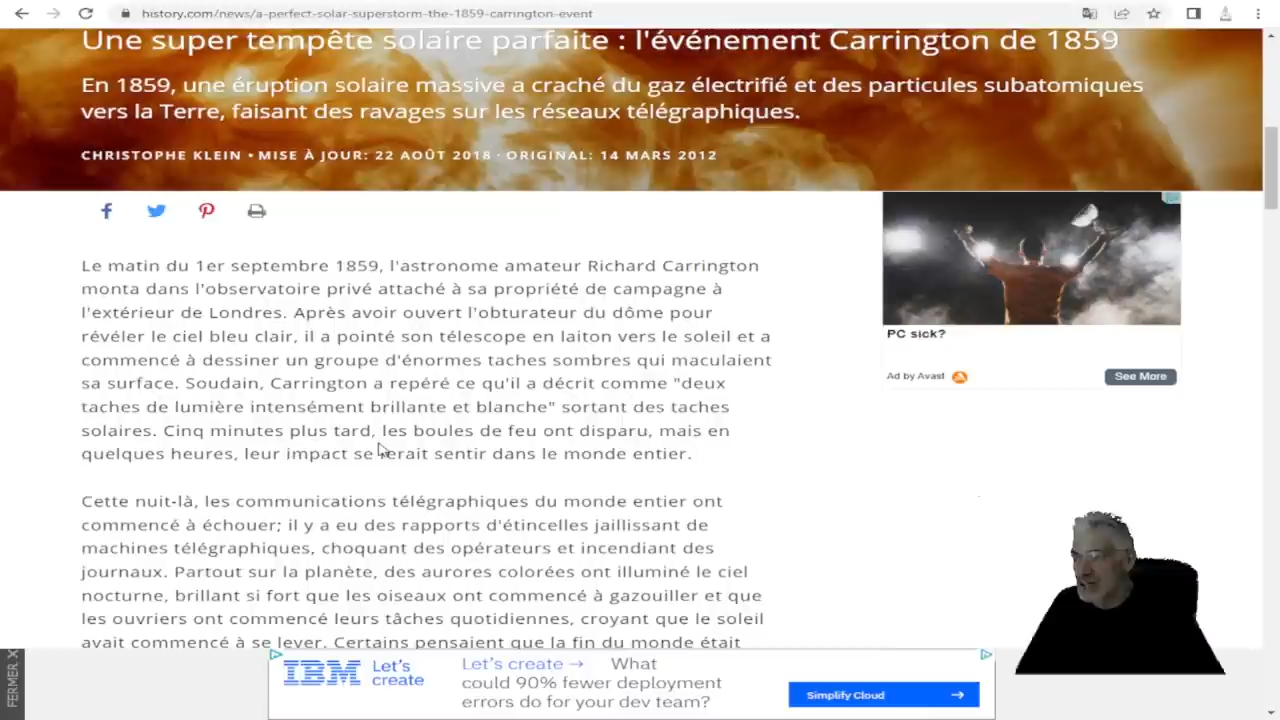 history.com/news/a-perfect-solar-superstorm-the-1859-carrington-event
Une super tempête solaire parfaite : l'événement Carrington de 1859
En 1859, une éruption solaire massive a craché du gaz électrifié et des particules subatomiques
vers la Terre, faisant des ravages sur les réseaux télégraphiques.
CHRISTOPHE KLEIN • MISE À JOUR: 22 AOÛT 2018 · ORIGINAL: 14 MARS 2012
Le matin du 1er septembre 1859, l'astronome amateur Richard Carrington
monta dans l'observatoire privé attaché à sa propriété de campagne à
l'extérieur de Londres. Après avoir ouvert l'obturateur du dôme pour
révéler le ciel bleu clair, il a pointé son télescope en laiton vers le soleil et a
commencé à dessiner un groupe d'énormes taches sombres qui maculaient
sa surface. Soudain, Carrington a repéré ce qu'il a décrit comme "deux
taches de lumière intensément brillante et blanche" sortant des taches
solaires. Cinq minutes plus tard, les boules de feu ont disparu, mais en
quelques heures, leur impact se ferait sentir dans le monde entier.
Cette nuit-là, les communications télégraphiques du monde entier ont
commencé à échouer; il y a eu des rapports d'étincelles jaillissant de
machines télégraphiques, choquant des opérateurs et incendiant des
journaux. Partout sur la planète, des aurores colorées ont illuminé le ciel
nocturne, brillant si fort que les oiseaux ont commencé à gazouiller et que
les ouvriers ont commencé leurs tâches quotidiennes, croyant que le soleil
avait commencé à se lever. Certains pensaient que la fin du monde était
PC sick?
Ad by Avast
See More
FERMER X
IBM
Let's
create
Let's create → What
could 90% fewer deployment
errors do for your dev team?
Simplify Cloud →